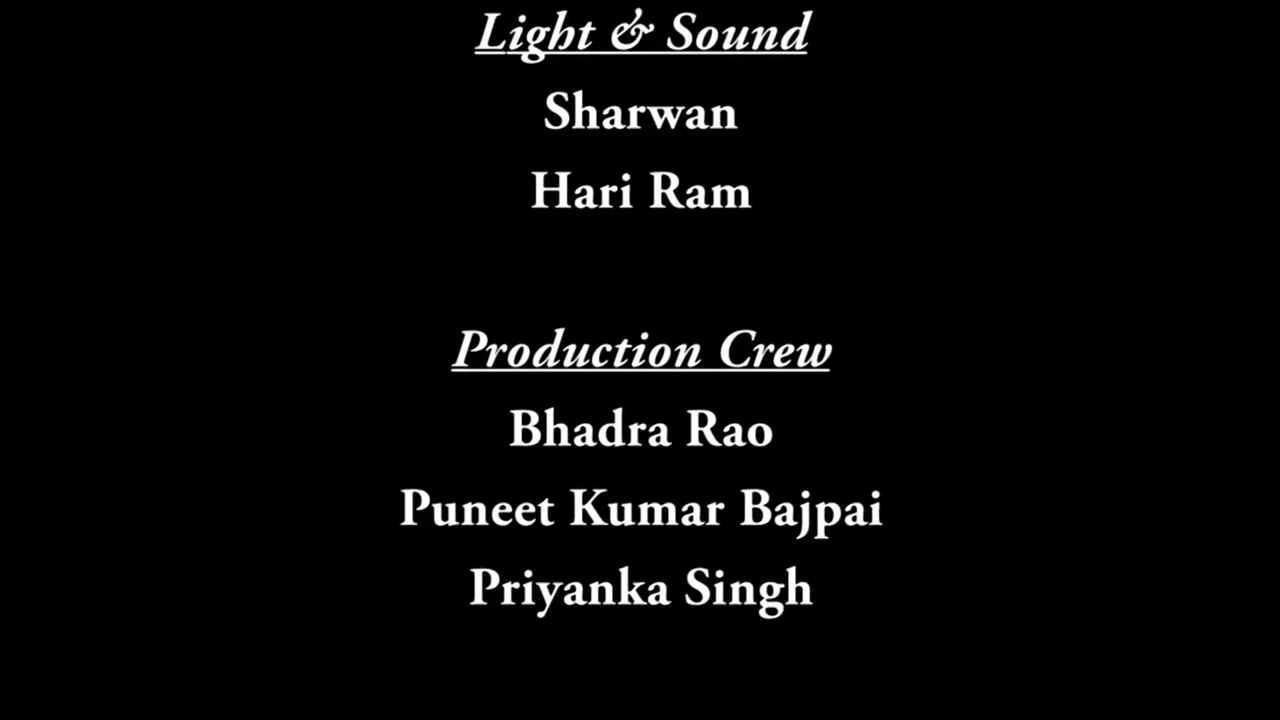 Light & Sound
Sharwan
Hari Ram
Production Crew
Bhadra Rao
Puneet Kumar Bajpai
Priyanka Singh